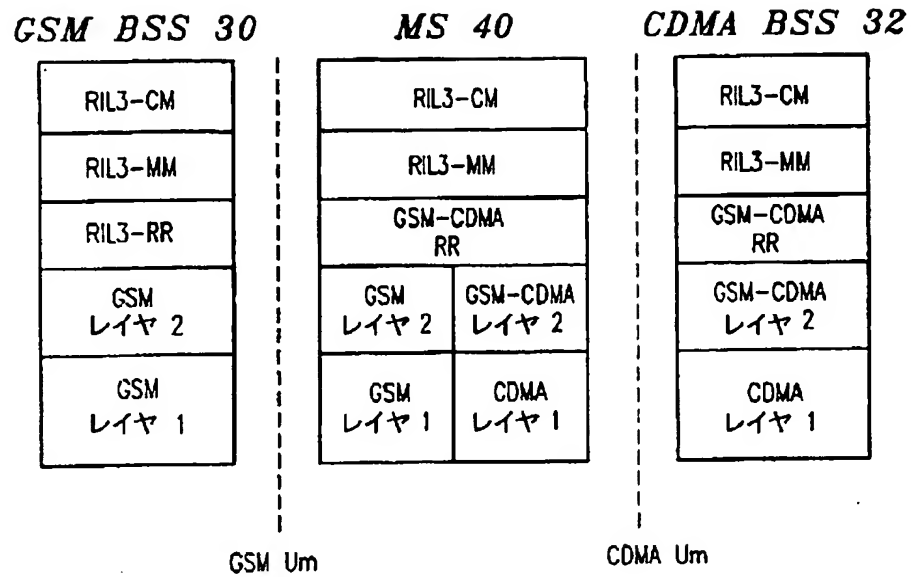 GSM BSS 30
MS 40
CDMA BSS 32
RIL3-CM
RIL3-MM
RIL3-RR
GSM
レイヤ 2
GSM
レイヤ 1
RIL3-CM
RIL3-MM
GSM-CDMA
RR
GSM
レイヤ 2
GSM-CDMA
レイヤ 2
GSM
レイヤ 1
CDMA
レイヤ 1
RIL3-CM
RIL3-MM
GSM-CDMA
RR
GSM-CDMA
レイヤ 2
CDMA
レイヤ 1
GSM Um
CDMA Um